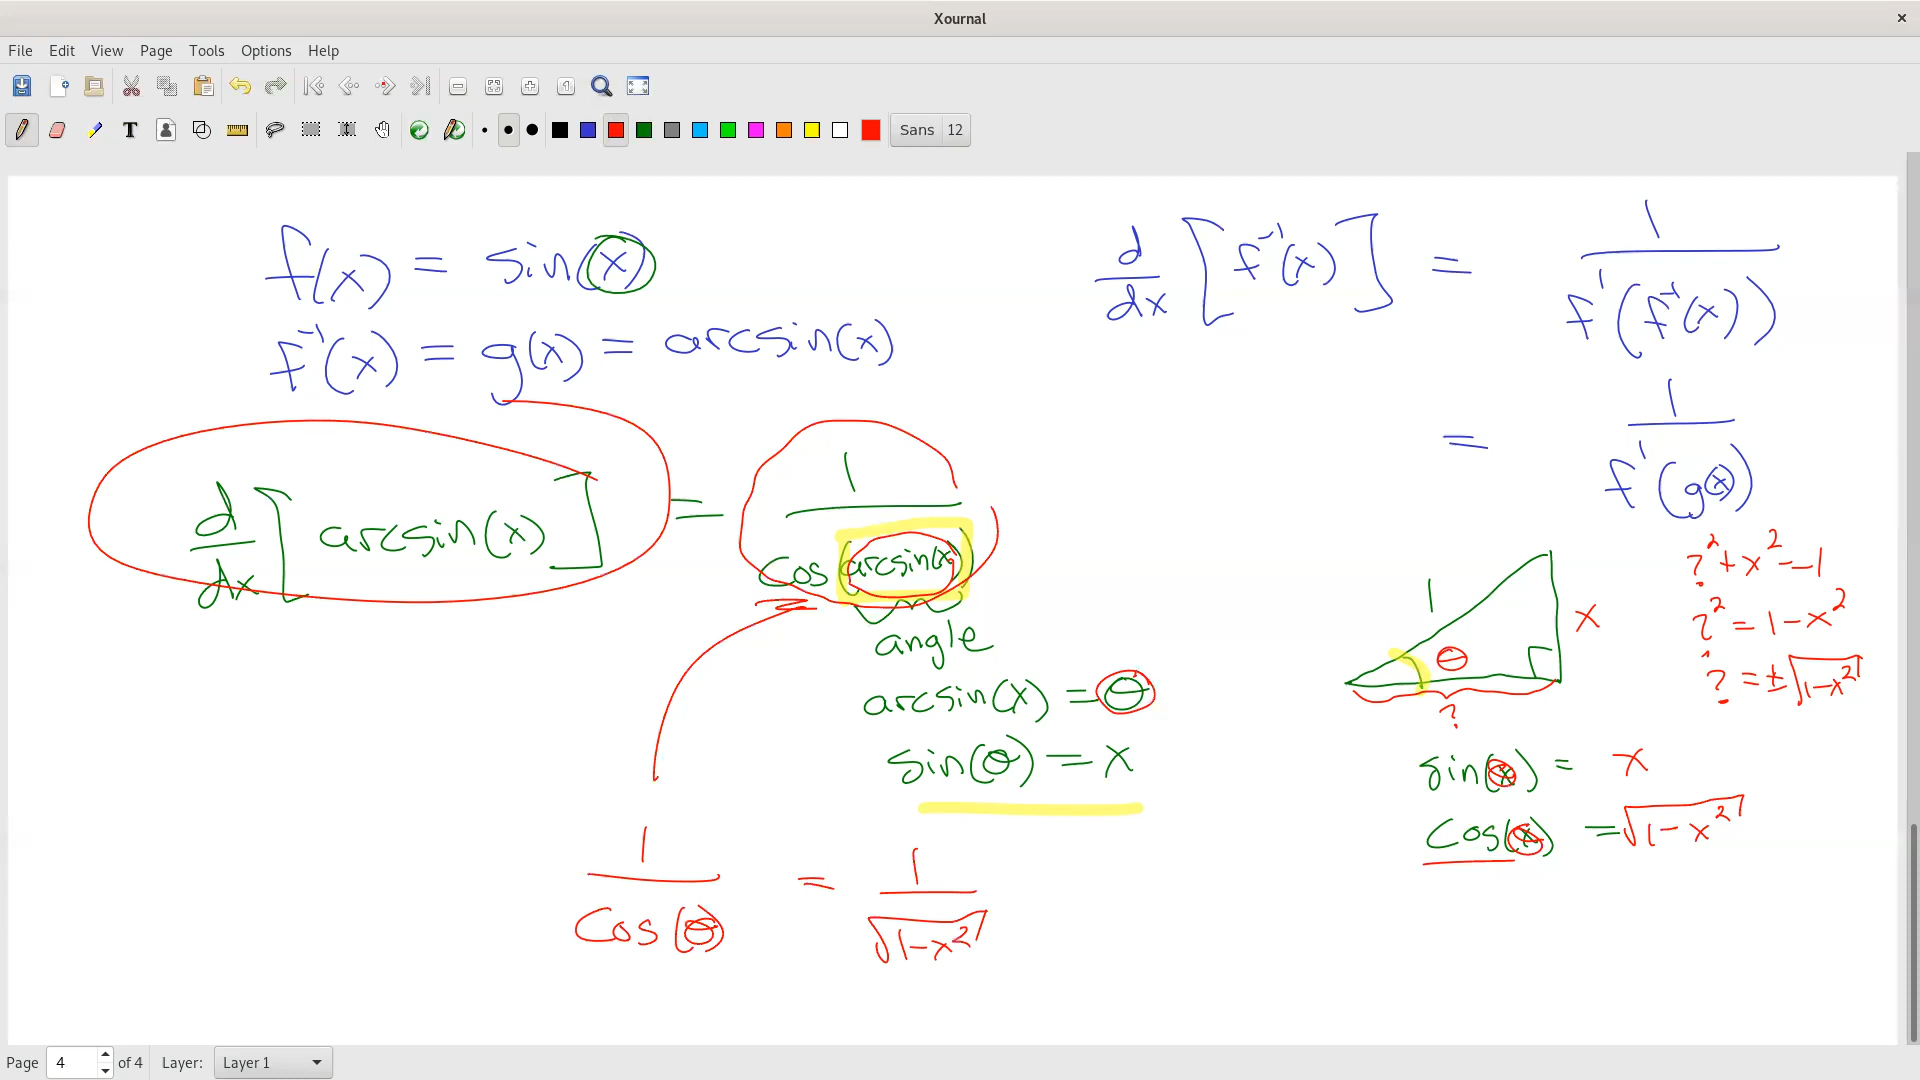 Xournal
File Edit View Page Tools Options Help
Sans 12
f(x) = sin(x)
f⁻¹(x) = g(x) = arcsin(x)
d/dx [arcsin(x)] = 1/cos(arcsin(x))
angle
arcsin(x) = θ
sin(θ) = x
1/cos(θ) = 1/√(1-x²)
d/dx [f⁻¹(x)] = 1/f'(f⁻¹(x))
= 1/f'(g(x))
1
θ
x
?
?² + x² = 1
?² = 1-x²
? = ±√(1-x²)
sin(θ) = x
cos(θ) = √(1-x²)
Page 4 of 4 Layer: Layer 1